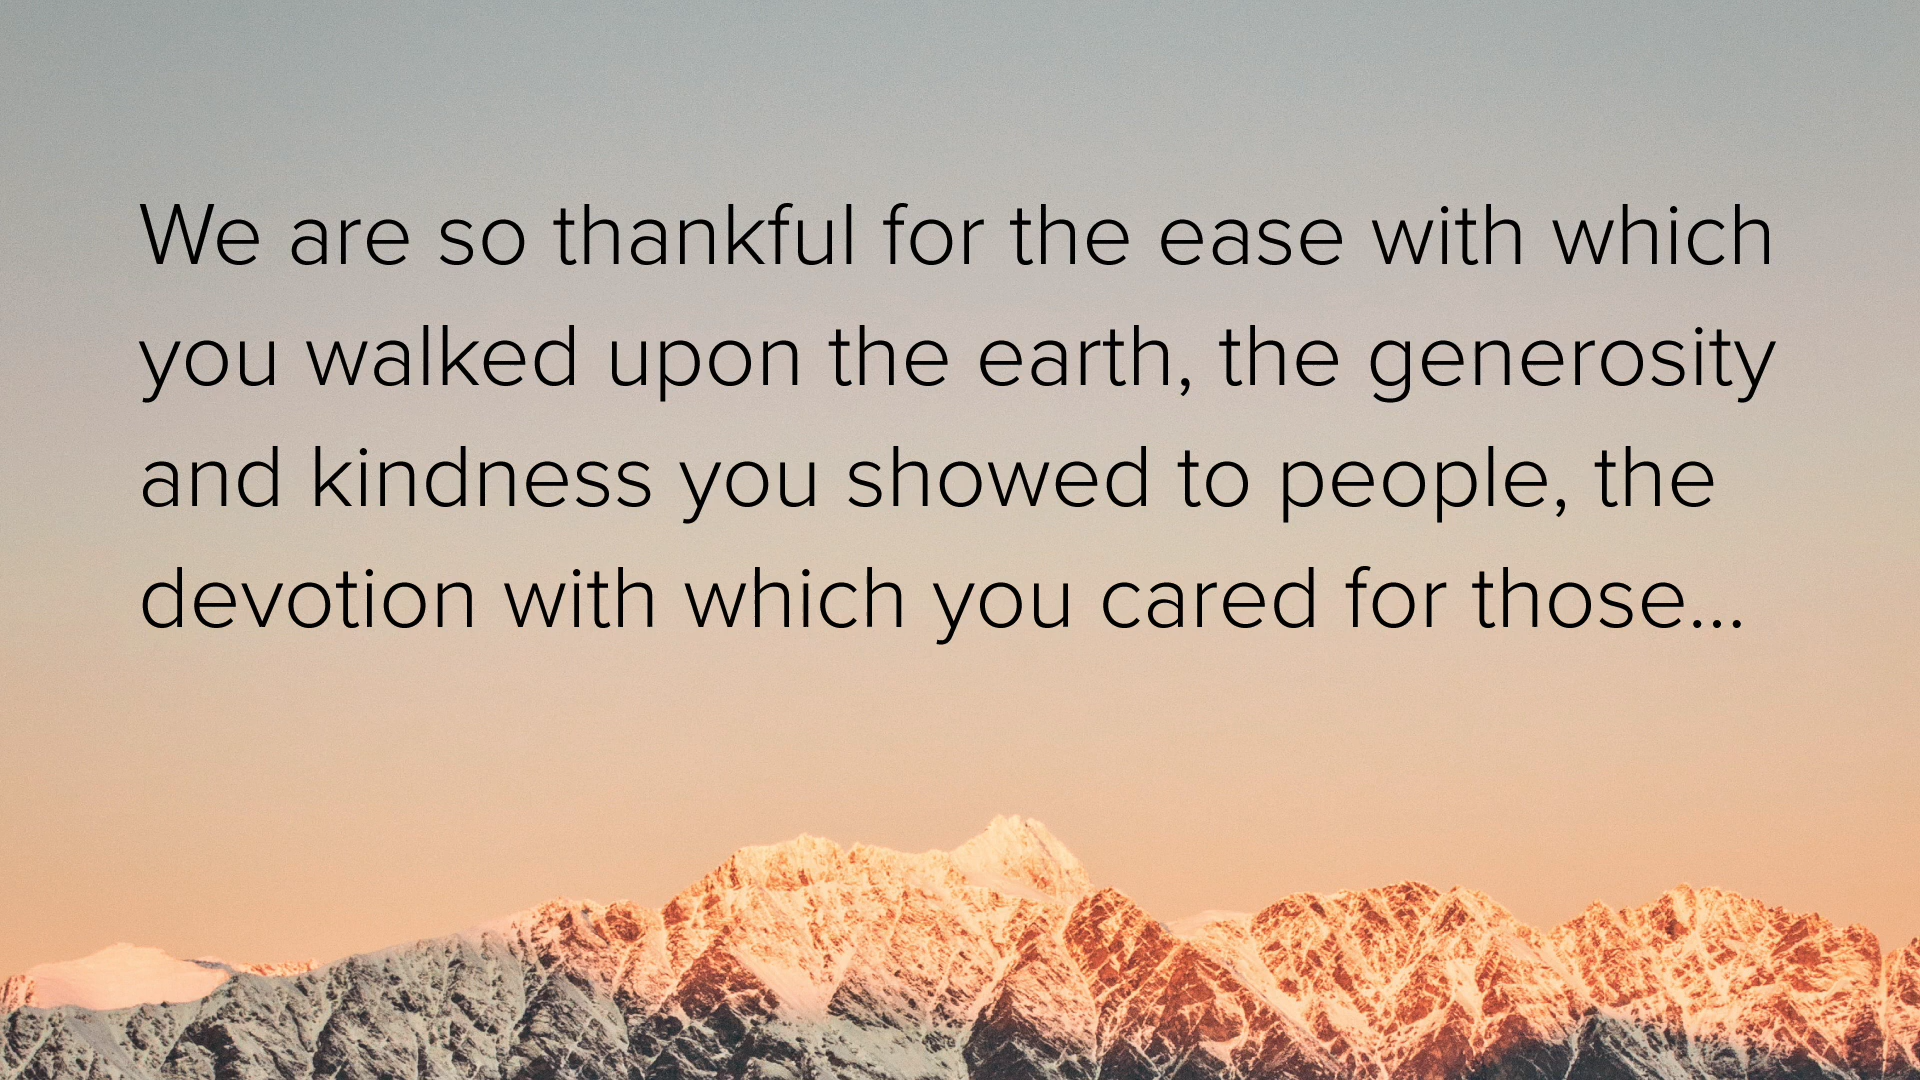 We are so thankful for the ease with which
you walked upon the earth, the generosity
and kindness you showed to people, the
devotion with which you cared for those...